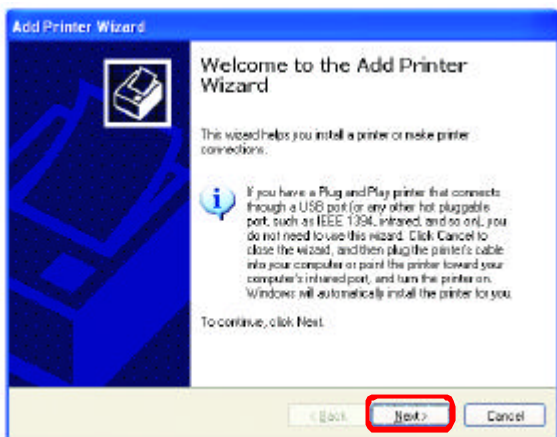 Add Printer Wizard
Welcome to the Add Printer
Wizard
This wizard helps you install a printer or make printer
connections.
If you have a Plug and Play printer that connects
through a USB port (or any other hot pluggable
port, such as IEEE 1394, infrared, and so on), you
do not need to use this wizard. Click Cancel to
close the wizard, and then plug the printer's cable
into your computer or point the printer toward your
computer's infrared port, and turn the printer on.
Windows will automatically install the printer for you.
To continue, click Next.
< Back
Next >
Cancel